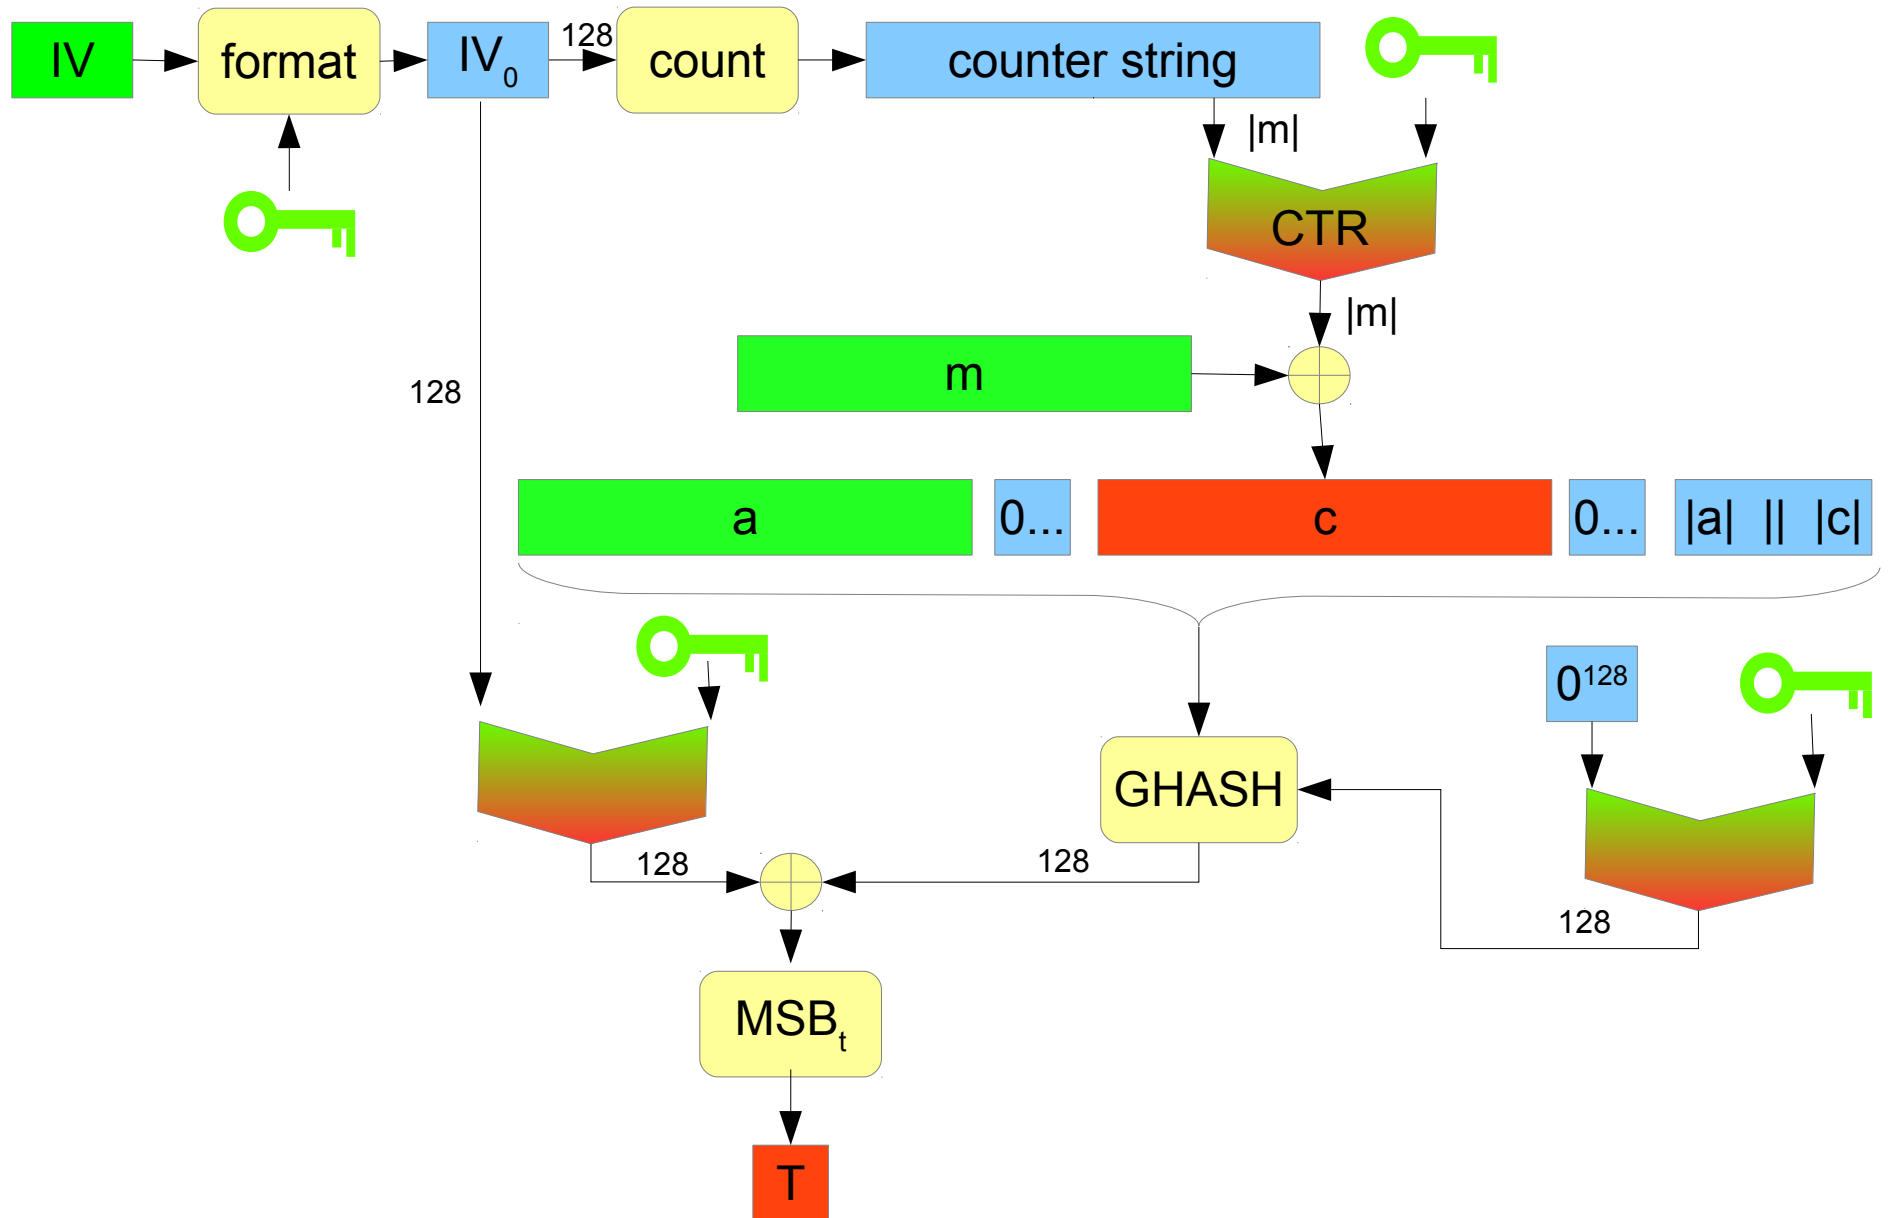 IV
format
IV₀
128
count
counter string
|m|
CTR
|m|
m
128
a
0...
c
0...
|a| || |c|
0¹²⁸
GHASH
128
128
128
MSBₜ
T